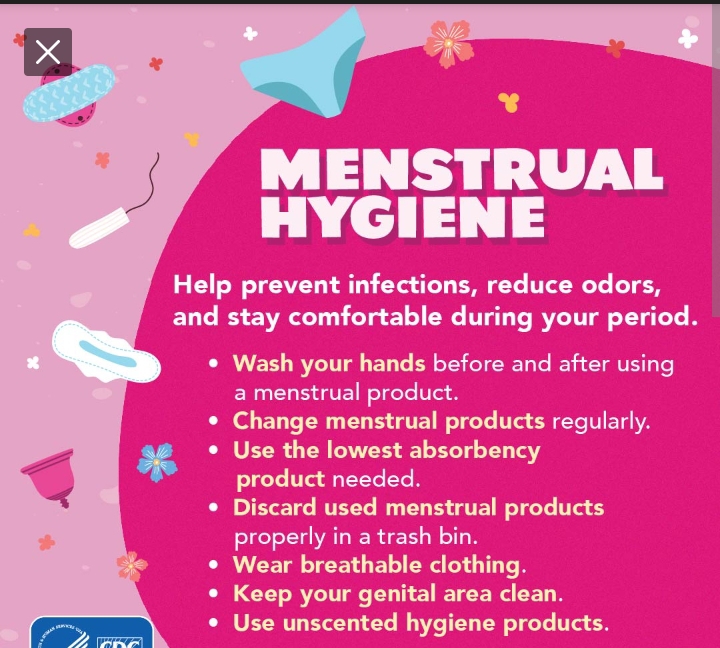 MENSTRUAL
HYGIENE
Help prevent infections, reduce odors,
and stay comfortable during your period.
• Wash your hands before and after using
a menstrual product.
• Change menstrual products regularly.
• Use the lowest absorbency
product needed.
• Discard used menstrual products
properly in a trash bin.
• Wear breathable clothing.
• Keep your genital area clean.
• Use unscented hygiene products.
CDC